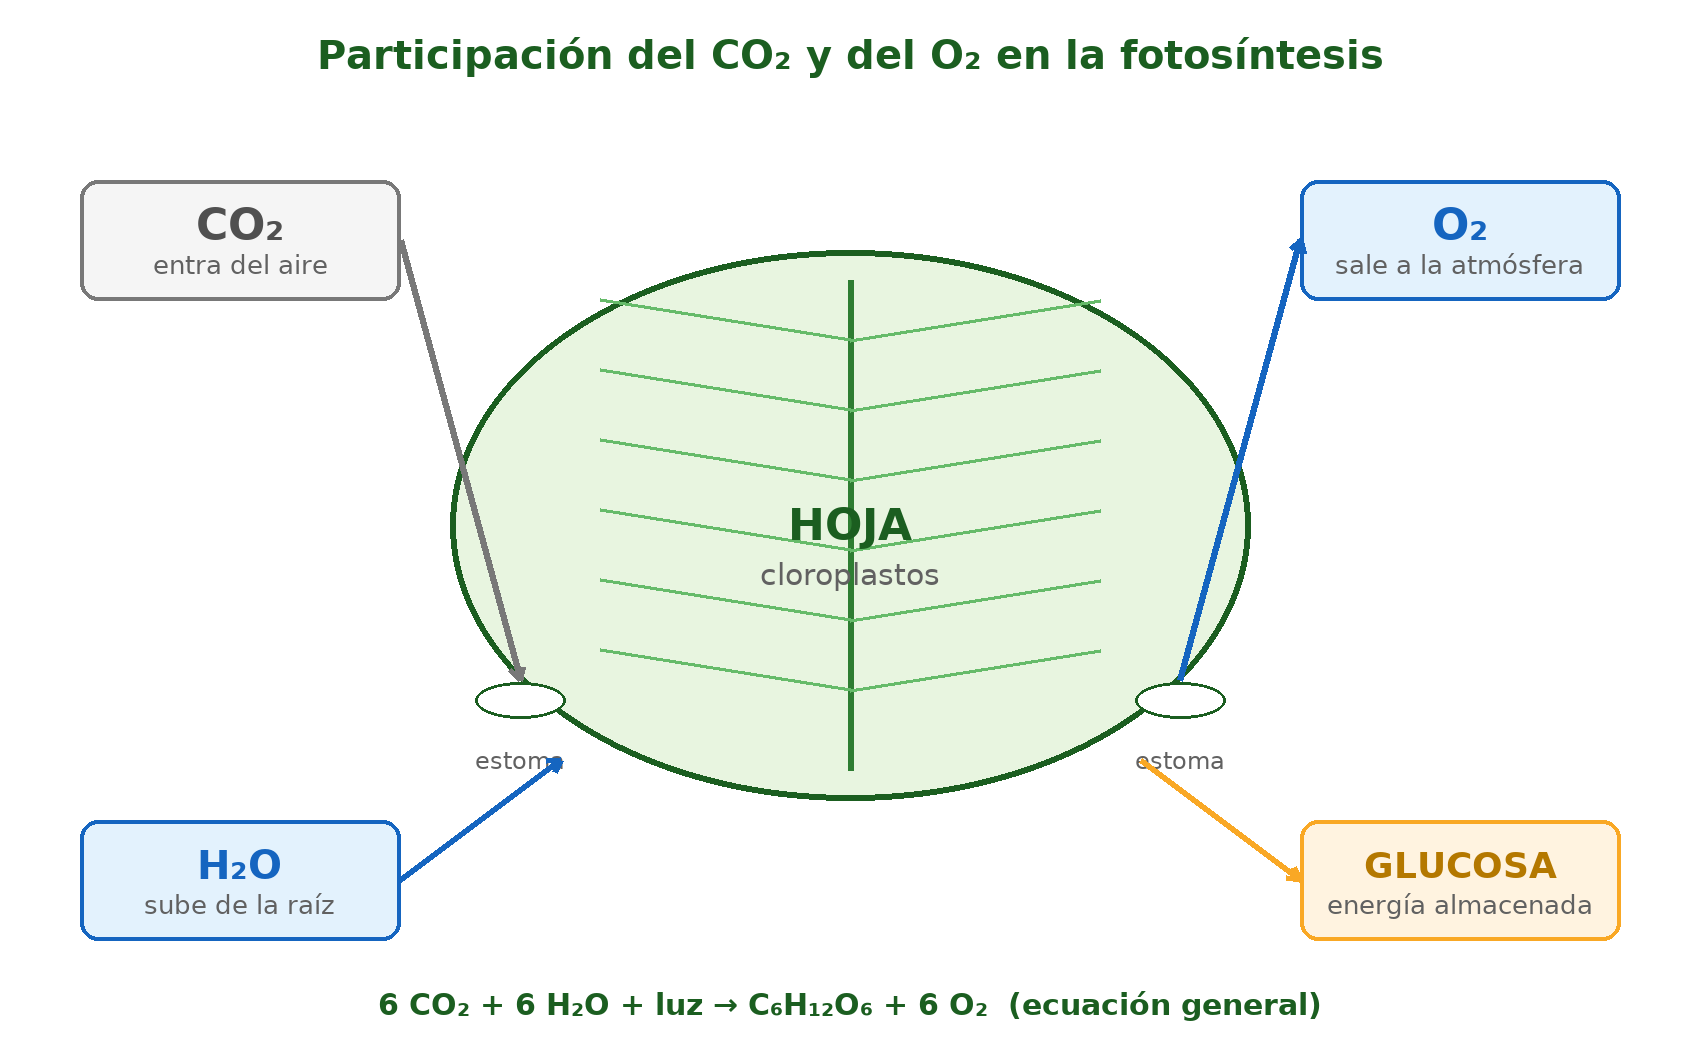 Participación del CO₂ y del O₂ en la fotosíntesis
CO₂
entra del aire
O₂
sale a la atmósfera
HOJA
cloroplastos
estoma
estoma
H₂O
sube de la raíz
GLUCOSA
energía almacenada
6 CO₂ + 6 H₂O + luz → C₆H₁₂O₆ + 6 O₂ (ecuación general)